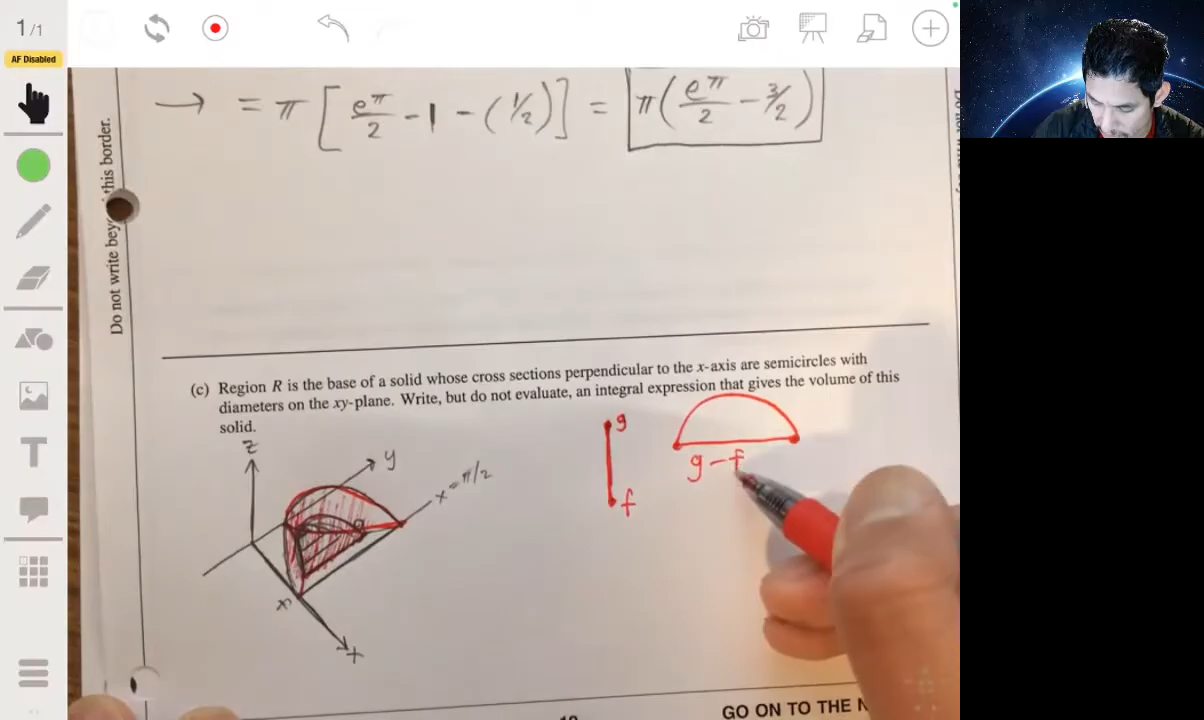 1/1
AF Disabled
→ = π [ e^π/2 - 1 - (1/2) ] = π( e^π/2 - 3/2 )
Do not write beyond this border.
(c) Region R is the base of a solid whose cross sections perpendicular to the x-axis are semicircles with
diameters on the xy-plane. Write, but do not evaluate, an integral expression that gives the volume of this
solid.
z
y
x = π/2
x
x
g
f
g - f
T
GO ON TO THE